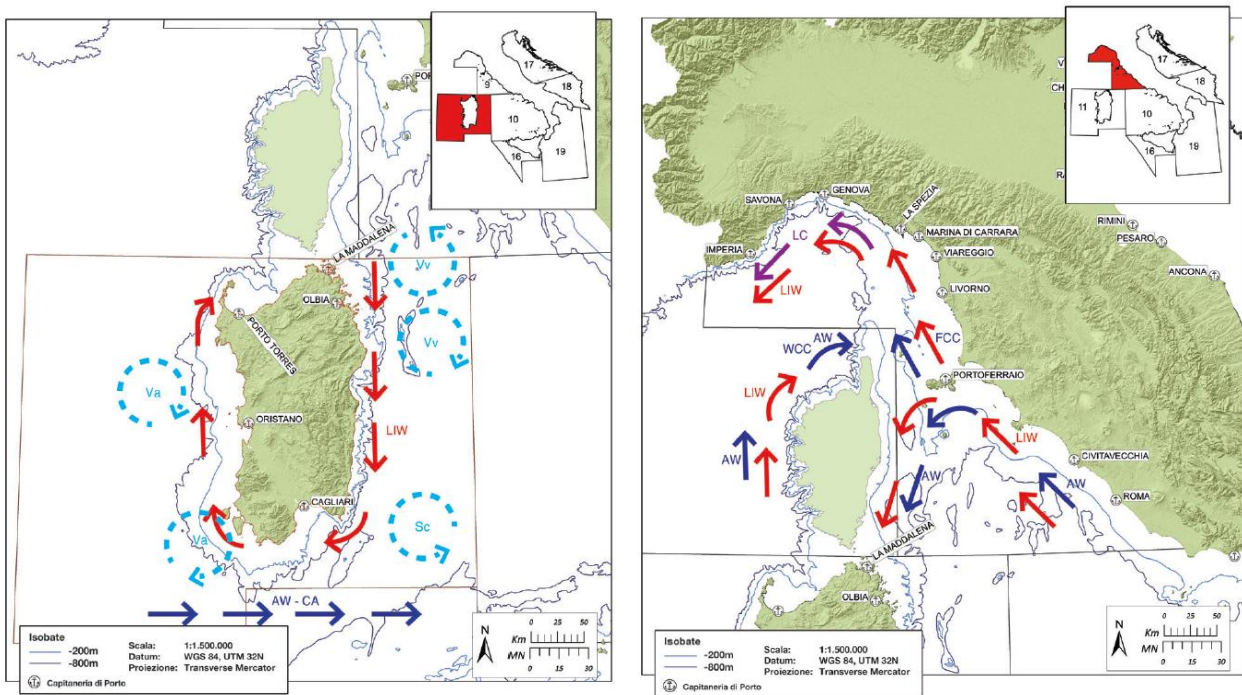 POR
9
17
18
10
16
19
LA MADDALENA
OLBIA
PORTO TORRES
ORISTANO
CAGLIARI
Vv
Vv
Va
Va
LIW
Sc
AW - CA
Isobate
-200m
-800m
Capitaneria di Porto
Scala: 1:1.500.000
Datum: WGS 84, UTM 32N
Proiezione: Transverse Mercator
N
0 25 50
Km
MN
0 10 30
17
18
11
10
16
19
GENOVA
SAVONA
LA SPEZIA
IMPERIA
MARINA DI CARRARA
VIAREGGIO
LIVORNO
RIMINI
PESARO
ANCONA
LC
LIW
AW
WCC
FCC
LIW
PORTOFERRAIO
AW
LIW
CIVITAVECCHIA
AW
AW
ROMA
LA MADDALENA
OLBIA
Isobate
-200m
-800m
Capitaneria di Porto
Scala: 1:1.500.000
Datum: WGS 84, UTM 32N
Proiezione: Transverse Mercator
N
0 25 50
Km
MN
0 10 30